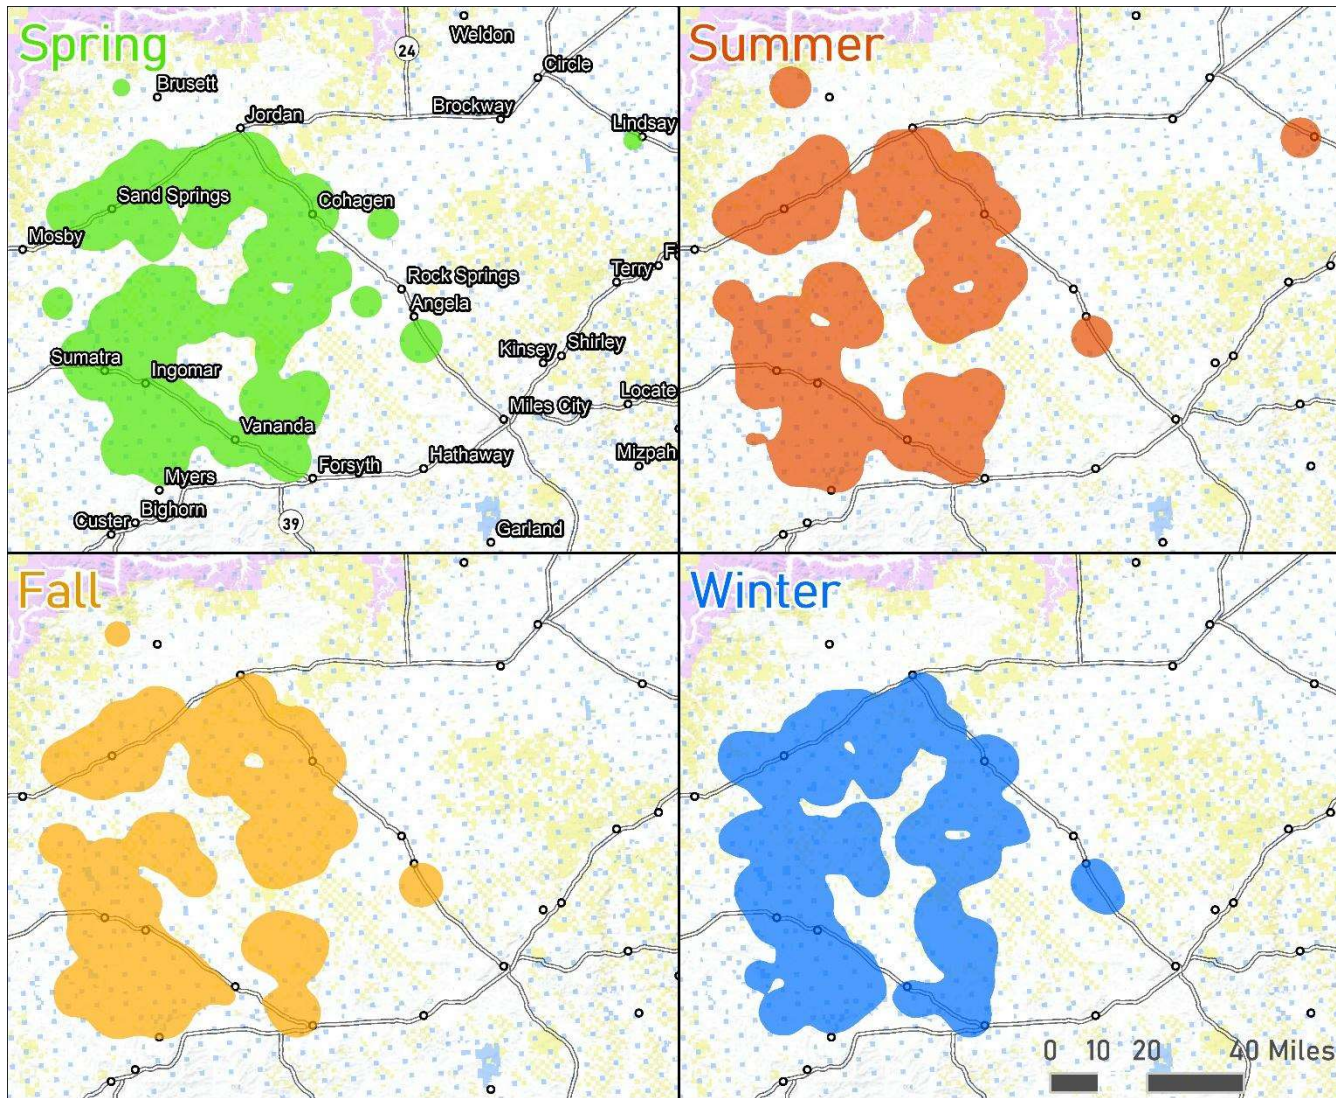 Spring
24
Weldon
Circle
Brusett
Brockway
Jordan
Lindsay
Sand Springs
Cohagen
Mosby
F
Terry
Rock Springs
Angela
Sumatra
Kinsey
Shirley
Ingomar
Locate
Miles City
Vananda
Mizpah
Hathaway
Forsyth
Myers
Bighorn
Custer
39
Garland
Summer
Fall
Winter
0 10 20 40 Miles